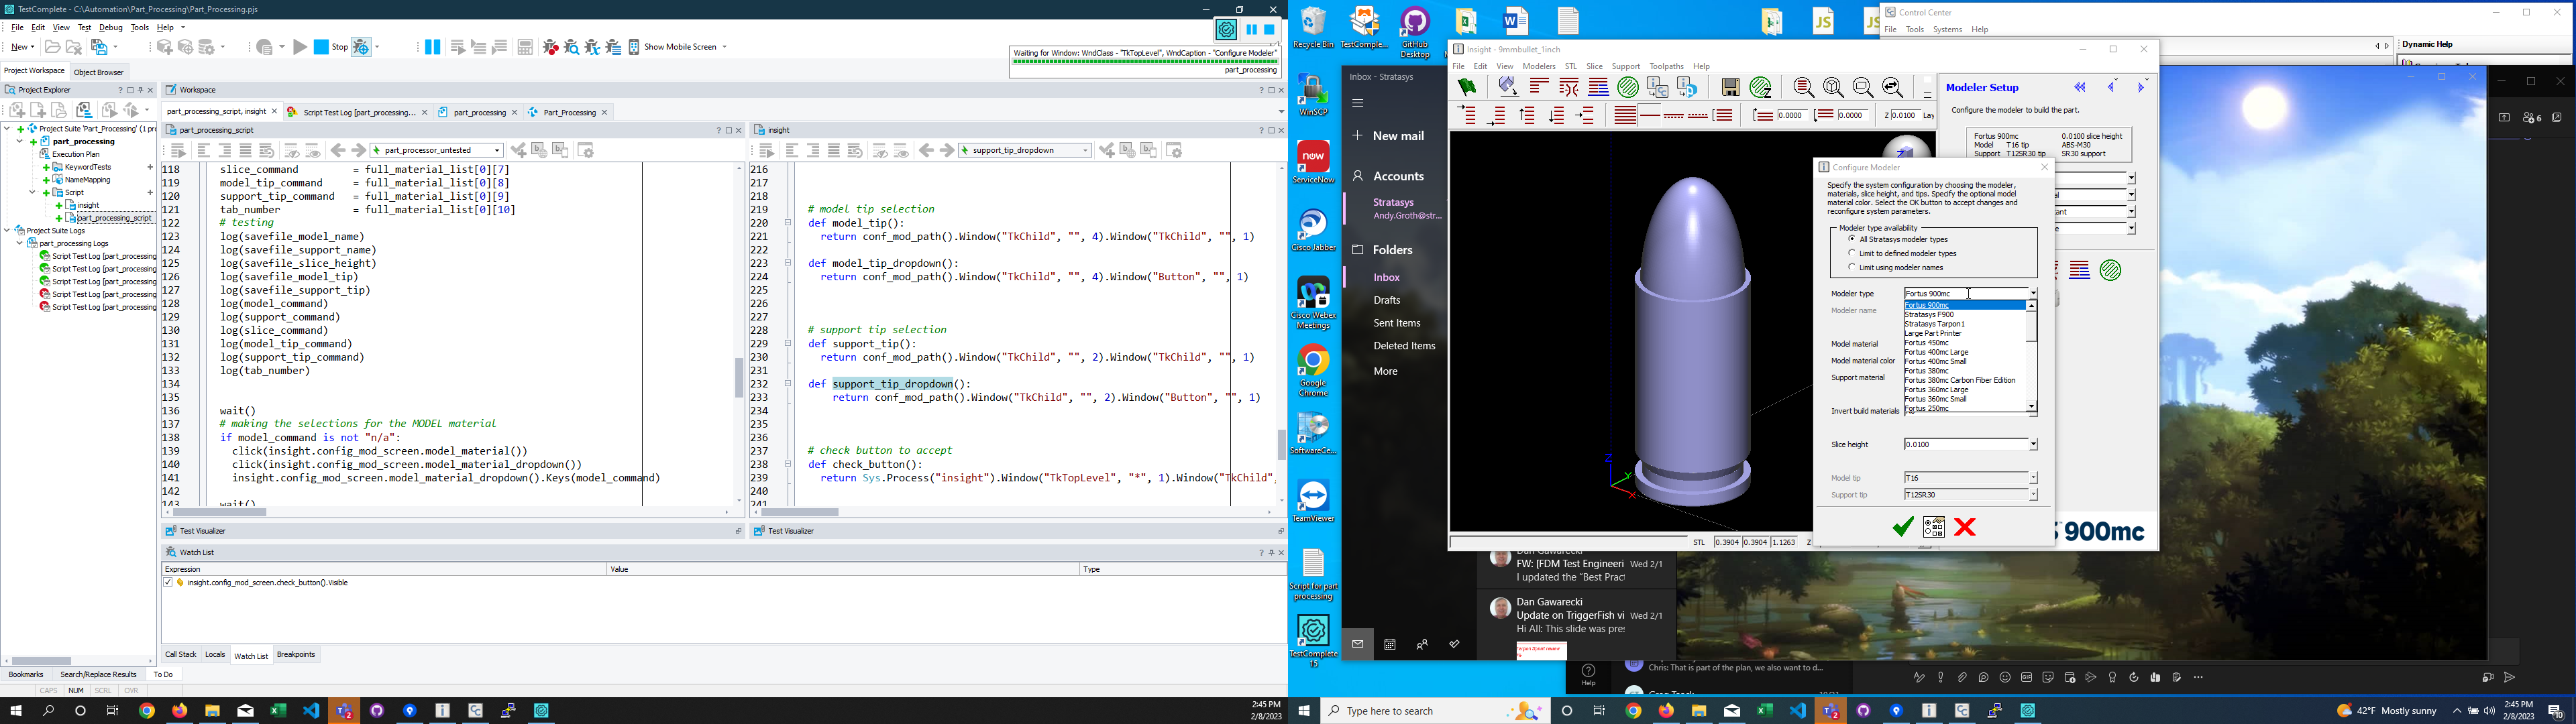 TestComplete - C:\Automation\Part_Processing\Part_Processing.pjs
File Edit View Test Debug Tools Help
New
Stop
Show Mobile Screen
Waiting for Window: WndClass - "TkTopLevel", WndCaption - "Configure Modeler"
part_processing
Project Workspace
Object Browser
Project Explorer
Project Suite 'Part_Processing' (1 pro
part_processing
Execution Plan
KeywordTests
NameMapping
Script
insight
part_processing_script
Project Suite Logs
part_processing Logs
Script Test Log [part_processing
Script Test Log [part_processing
Script Test Log [part_processing
Script Test Log [part_processing
Script Test Log [part_processing
Workspace
part_processing_script, insight
Script Test Log [part_processing...
part_processing
Part_Processing
part_processing_script
part_processor_untested
118 slice_command = full_material_list[0][7]
119 model_tip_command = full_material_list[0][8]
120 support_tip_command = full_material_list[0][9]
121 tab_number = full_material_list[0][10]
122 # testing
123 log(savefile_model_name)
124 log(savefile_support_name)
125 log(savefile_slice_height)
126 log(savefile_model_tip)
127 log(savefile_support_tip)
128 log(model_command)
129 log(support_command)
130 log(slice_command)
131 log(model_tip_command)
132 log(support_tip_command)
133 log(tab_number)
134
135
136 wait()
137 # making the selections for the MODEL material
138 if model_command is not "n/a":
139 click(insight.config_mod_screen.model_material())
140 click(insight.config_mod_screen.model_material_dropdown())
141 insight.config_mod_screen.model_material_dropdown().Keys(model_command)
142
143 wait()
insight
support_tip_dropdown
216
217
218
219 # model tip selection
220 def model_tip():
221 return conf_mod_path().Window("TkChild", "", 4).Window("TkChild", "", 1)
222
223 def model_tip_dropdown():
224 return conf_mod_path().Window("TkChild", "", 4).Window("Button", "", 1)
225
226
227
228 # support tip selection
229 def support_tip():
230 return conf_mod_path().Window("TkChild", "", 2).Window("TkChild", "", 1)
231
232 def support_tip_dropdown():
233 return conf_mod_path().Window("TkChild", "", 2).Window("Button", "", 1)
234
235
236
237 # check button to accept
238 def check_button():
239 return Sys.Process("insight").Window("TkTopLevel", "*", 1).Window("TkChild",
240
241
Test Visualizer
Test Visualizer
Watch List
Expression Value Type
insight.config_mod_screen.check_button().Visible
Call Stack Locals Watch List Breakpoints
Bookmarks Search/Replace Results To Do
CAPS NUM SCRL OVR
2:45 PM
2/8/2023
Recycle Bin
TestComple...
GitHub
Desktop
WinSCP
ServiceNow
Cisco Jabber
Cisco Webex
Meetings
Google
Chrome
SoftwareCe...
TeamViewer
Script for part
processing
TestComplete
15
Inbox - Stratasys
New mail
Accounts
Stratasys
Andy.Groth@str...
Folders
Inbox
Drafts
Sent Items
Deleted Items
More
Dan Gawarecki
FW: [FDM Test Engineeri Wed 2/1
I updated the "Best Pract
Dan Gawarecki
Update on TriggerFish vi Wed 2/1
Hi All: This slide was pres
Help
Chris: That is part of the plan, we also want to d...
Insight - 9mmbullet_1inch
File Edit View Modelers STL Slice Support Toolpaths Help
0.0000
0.0000
Z 0.0100 Lay
Z
Y
X
STL 0.3904 0.3904 1.1263 Z
Modeler Setup
Configure the modeler to build the part.
Fortus 900mc 0.0100 slice height
Model T16 tip ABS-M30
Support T12SR30 tip SR30 support
900mc
Configure Modeler
Specify the system configuration by choosing the modeler,
materials, slice height, and tips. Specify the optional model
material color. Select the OK button to accept changes and
reconfigure system parameters.
Modeler type availability
All Stratasys modeler types
Limit to defined modeler types
Limit using modeler names
Modeler type Fortus 900mc
Modeler name
Model material
Model material color
Support material
Invert build materials
Fortus 900mc
Stratasys F900
Stratasys Tarpon1
Large Part Printer
Fortus 450mc
Fortus 400mc Large
Fortus 400mc Small
Fortus 380mc
Fortus 380mc Carbon Fiber Edition
Fortus 360mc Large
Fortus 360mc Small
Fortus 250mc
Slice height 0.0100
Model tip T16
Support tip T12SR30
Control Center
File Tools Systems Help
Dynamic Help
6
Type here to search
42°F Mostly sunny
2:45 PM
2/8/2023